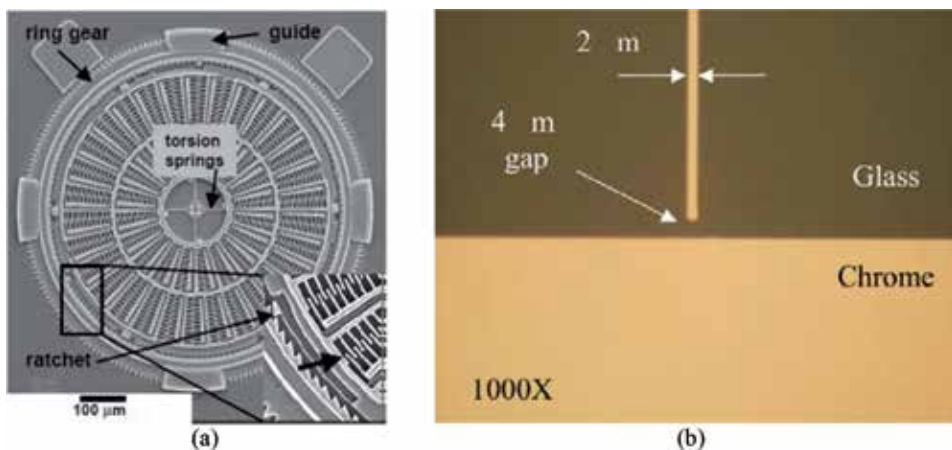 ring gear
guide
torsion
springs
ratchet
100 µm
(a)
2 m
4 m
gap
Glass
Chrome
1000X
(b)